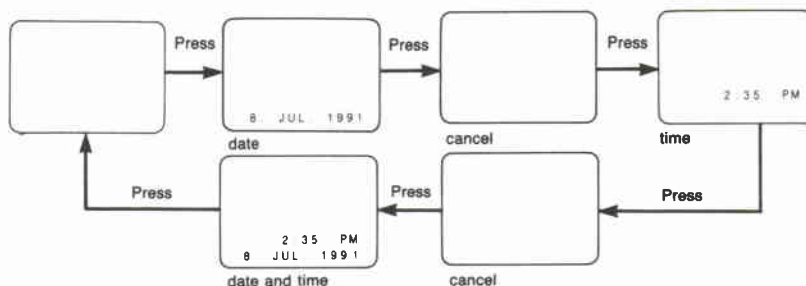 Press
Press
Press
8. JUL. 1991
2:35 PM
date
cancel
time
Press
Press
Press
2:35 PM
8 JUL. 1991
date and time
cancel